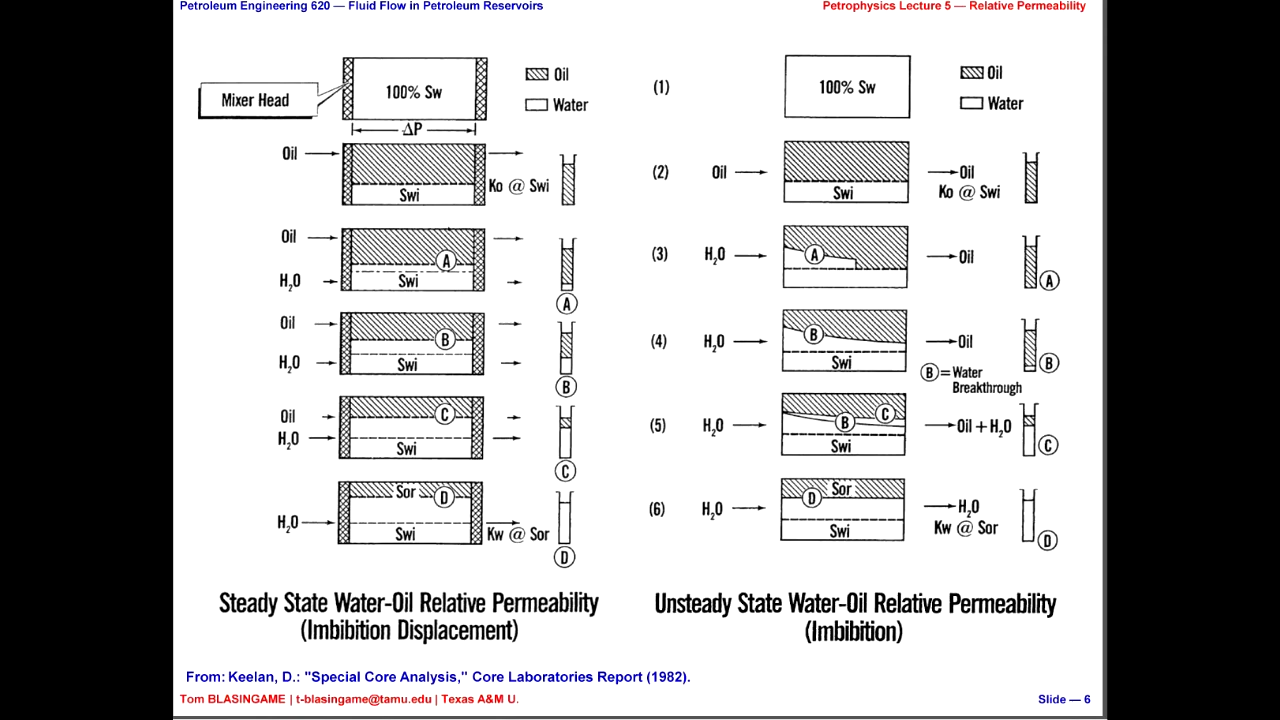 Petroleum Engineering 620 — Fluid Flow in Petroleum Reservoirs
Petrophysics Lecture 5 — Relative Permeability
Mixer Head
100% Sw
Oil
Water
ΔP
Oil
Swi
Ko @ Swi
Oil
A
H₂O
Swi
A
Oil
B
H₂O
Swi
B
Oil
C
H₂O
Swi
C
Sor
D
H₂O
Swi
Kw @ Sor
D
Steady State Water-Oil Relative Permeability
(Imbibition Displacement)
(1)
100% Sw
Oil
Water
(2)
Oil
Swi
Oil
Ko @ Swi
(3)
H₂O
A
Oil
A
(4)
H₂O
B
Swi
Oil
B
B = Water
Breakthrough
(5)
H₂O
B
C
Swi
Oil + H₂O
C
(6)
H₂O
Sor
D
Swi
H₂O
Kw @ Sor
D
Unsteady State Water-Oil Relative Permeability
(Imbibition)
From: Keelan, D.: "Special Core Analysis," Core Laboratories Report (1982).
Tom BLASINGAME | t-blasingame@tamu.edu | Texas A&M U.
Slide — 6